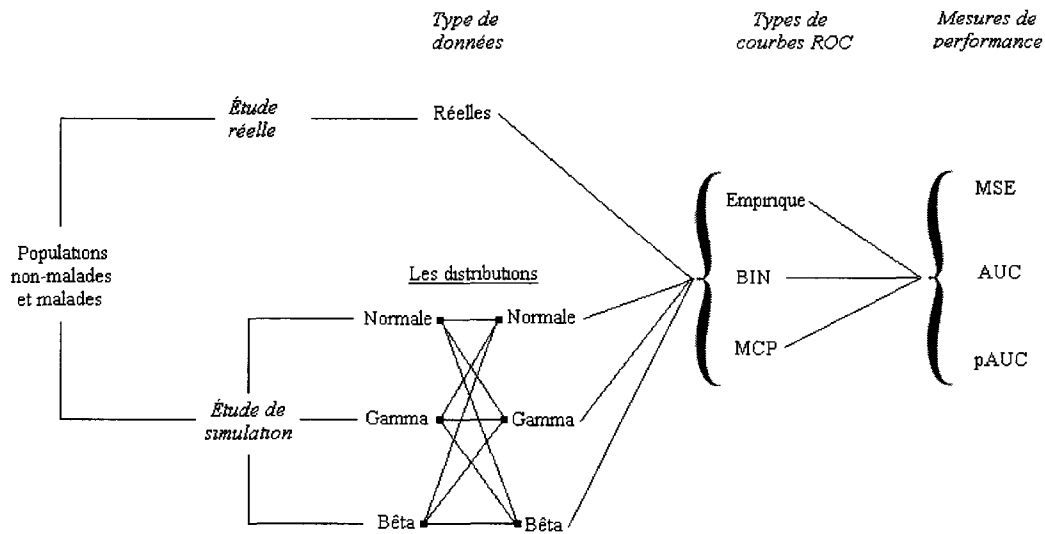 Type de
données
Types de
courbes ROC
Mesures de
performance
Étude
réelle
Réelles
Populations
non-malades
et malades
Les distributions
Normale
Normale
Étude de
simulation
Gamma
Gamma
Bêta
Bêta
Empirique
BIN
MCP
MSE
AUC
pAUC